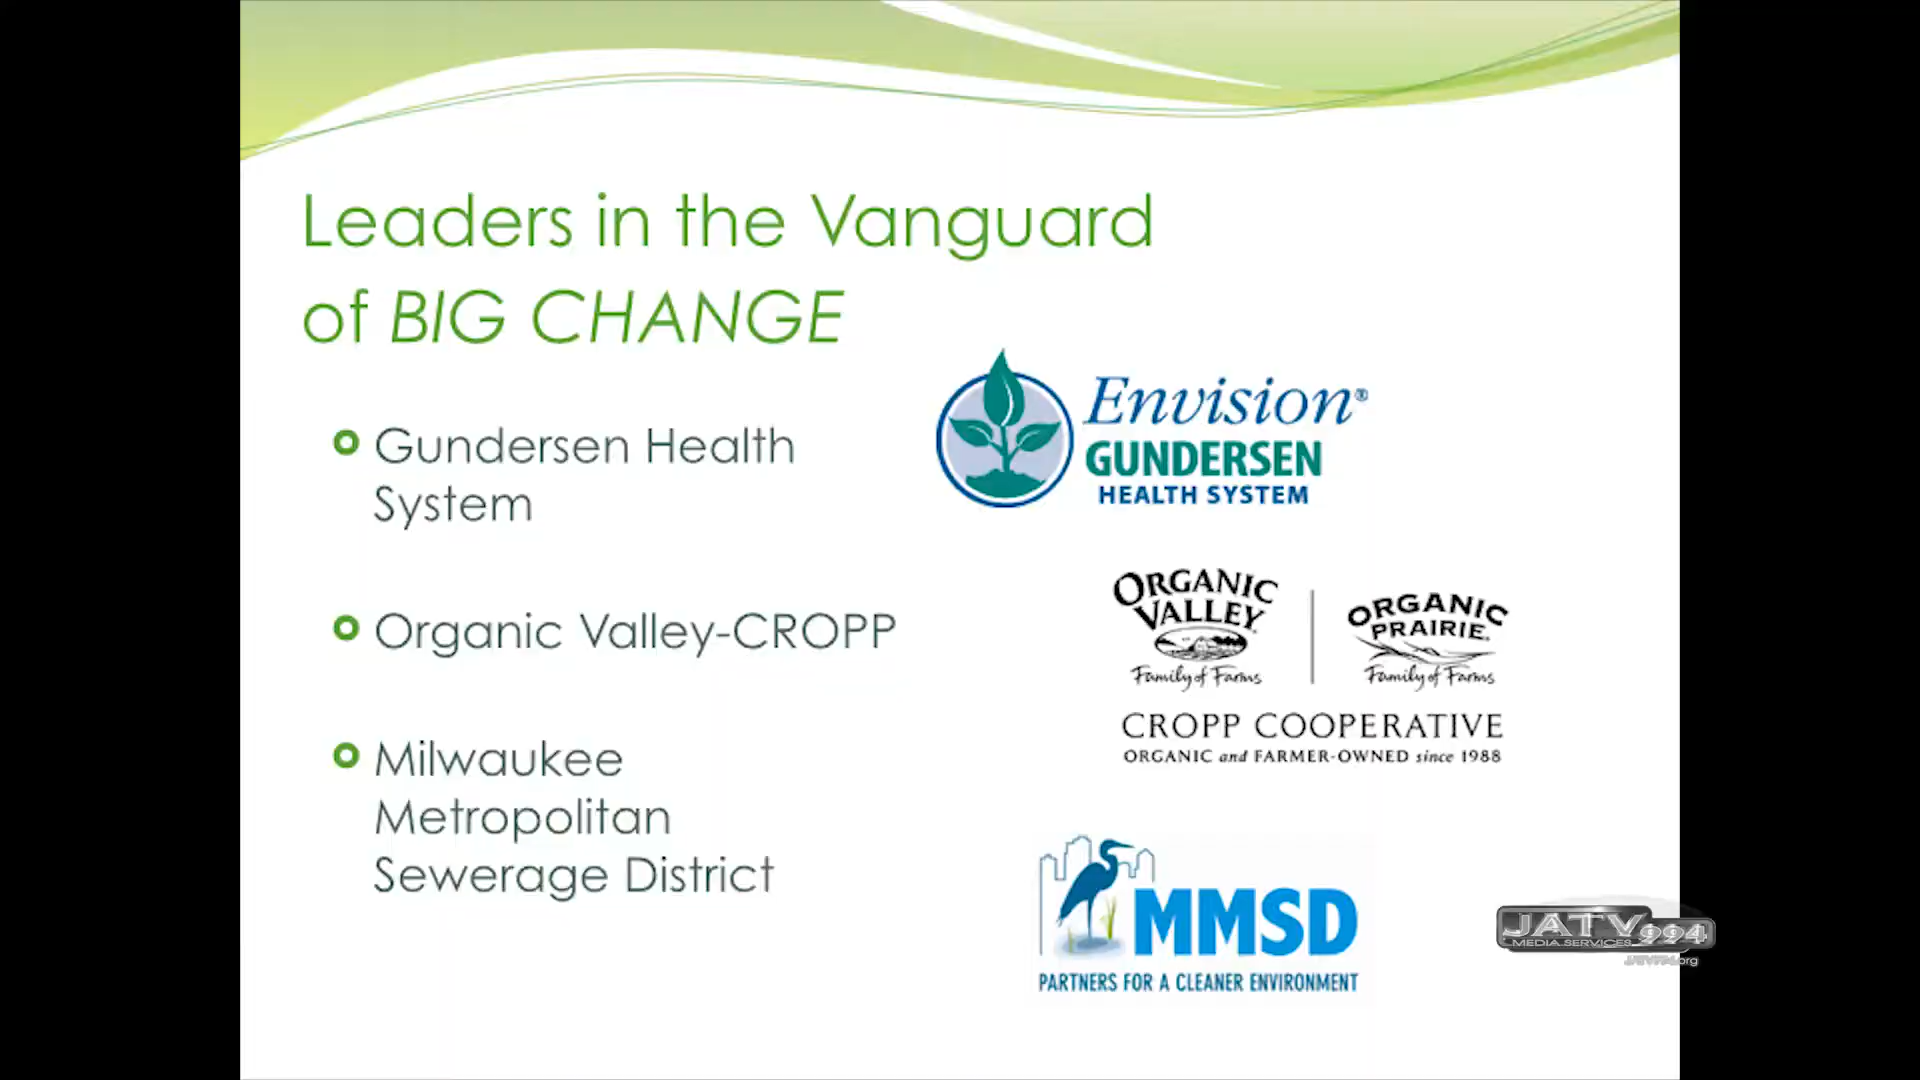 Leaders in the Vanguard
of BIG CHANGE
Gundersen Health
System
Organic Valley-CROPP
Milwaukee
Metropolitan
Sewerage District
Envision®
GUNDERSEN
HEALTH SYSTEM
ORGANIC
VALLEY
Family of Farms
ORGANIC
PRAIRIE
Family of Farms
CROPP COOPERATIVE
ORGANIC and FARMER-OWNED since 1988
MMSD
PARTNERS FOR A CLEANER ENVIRONMENT
JATV 994
MEDIA SERVICES